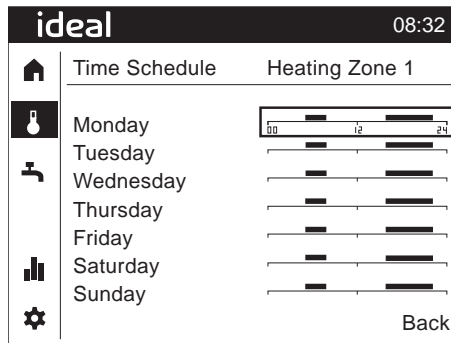 ideal 08:32
Time Schedule Heating Zone 1
Monday
00 12 24
Tuesday
Wednesday
Thursday
Friday
Saturday
Sunday
Back